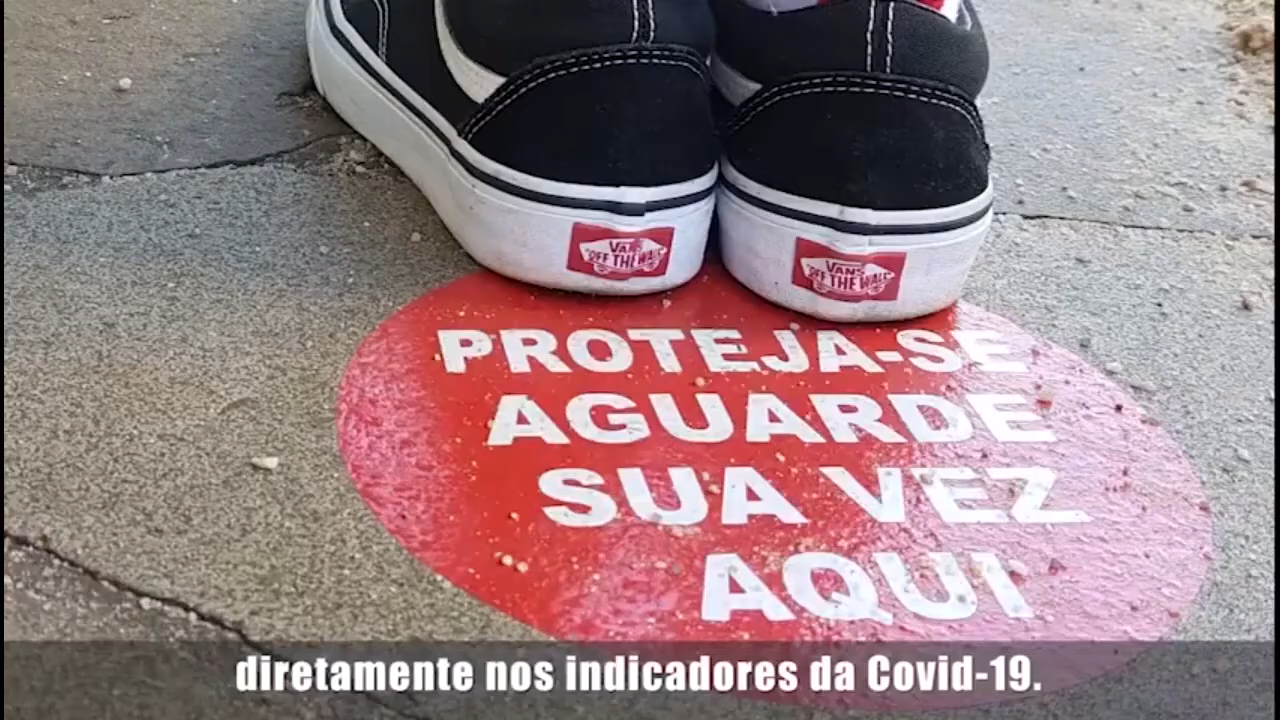 VANS
"OFF THE WALL"
VANS
"OFF THE WALL"
PROTEJA-SE
AGUARDE
SUA VEZ
AQUI
diretamente nos indicadores da Covid-19.